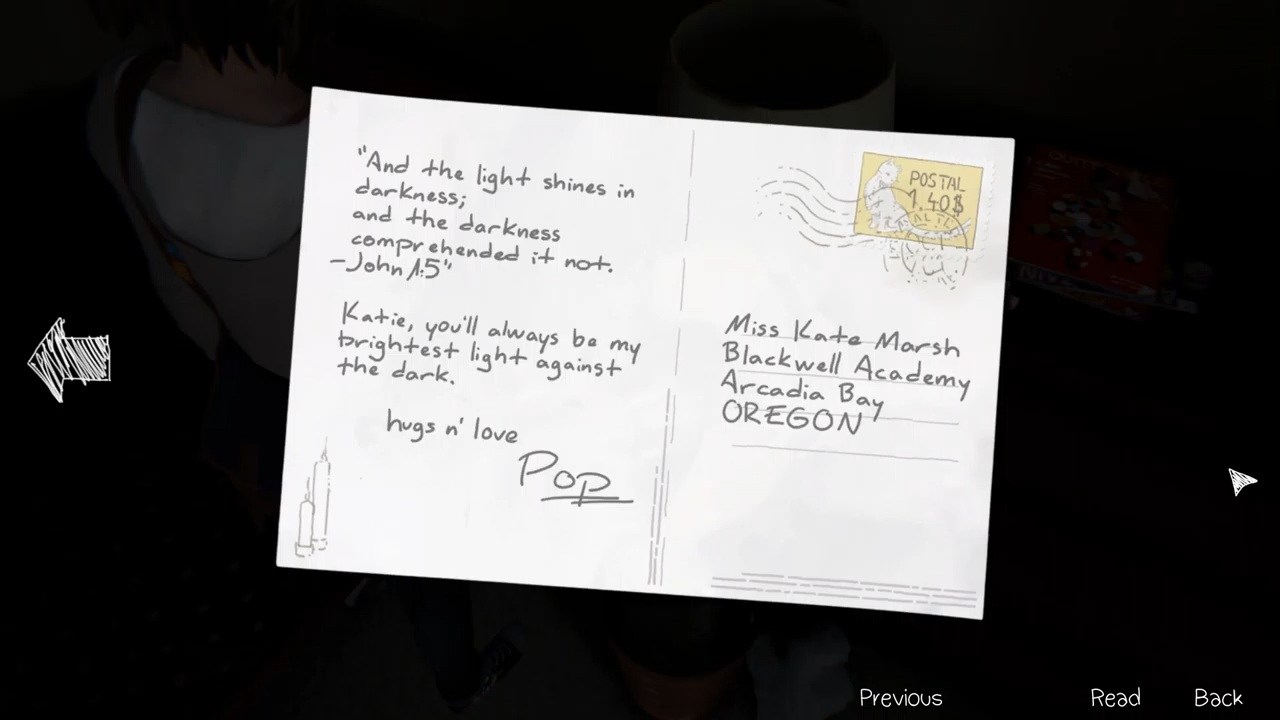 "And the light shines in
darkness;
and the darkness
comprehended it not.
-John 1:5"
Katie, you'll always be my
brightest light against
the dark.
hugs n' love
Pop
POSTAL
1.40$
Miss Kate Marsh
Blackwell Academy
Arcadia Bay
OREGON
Previous
Read
Back